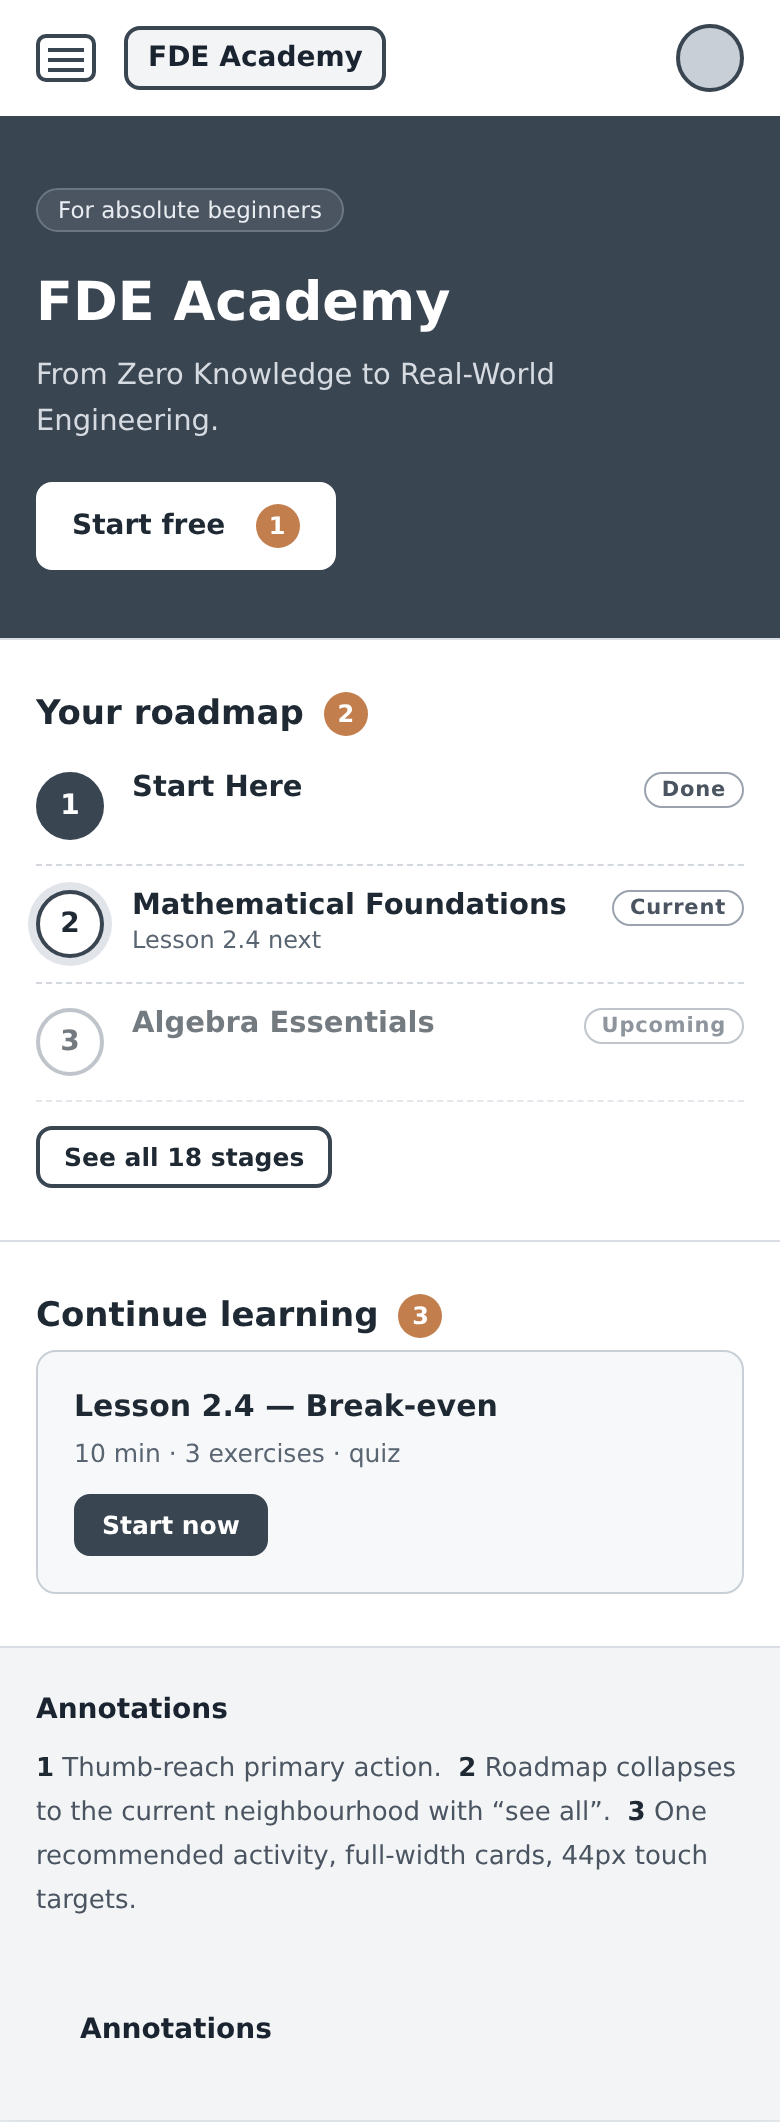 FDE Academy
For absolute beginners
FDE Academy
From Zero Knowledge to Real-World
Engineering.
Start free 1
Your roadmap 2
1 Start Here Done
2 Mathematical Foundations Current
Lesson 2.4 next
3 Algebra Essentials Upcoming
See all 18 stages
Continue learning 3
Lesson 2.4 — Break-even
10 min · 3 exercises · quiz
Start now
Annotations
1 Thumb-reach primary action. 2 Roadmap collapses
to the current neighbourhood with “see all”. 3 One
recommended activity, full-width cards, 44px touch
targets.
Annotations